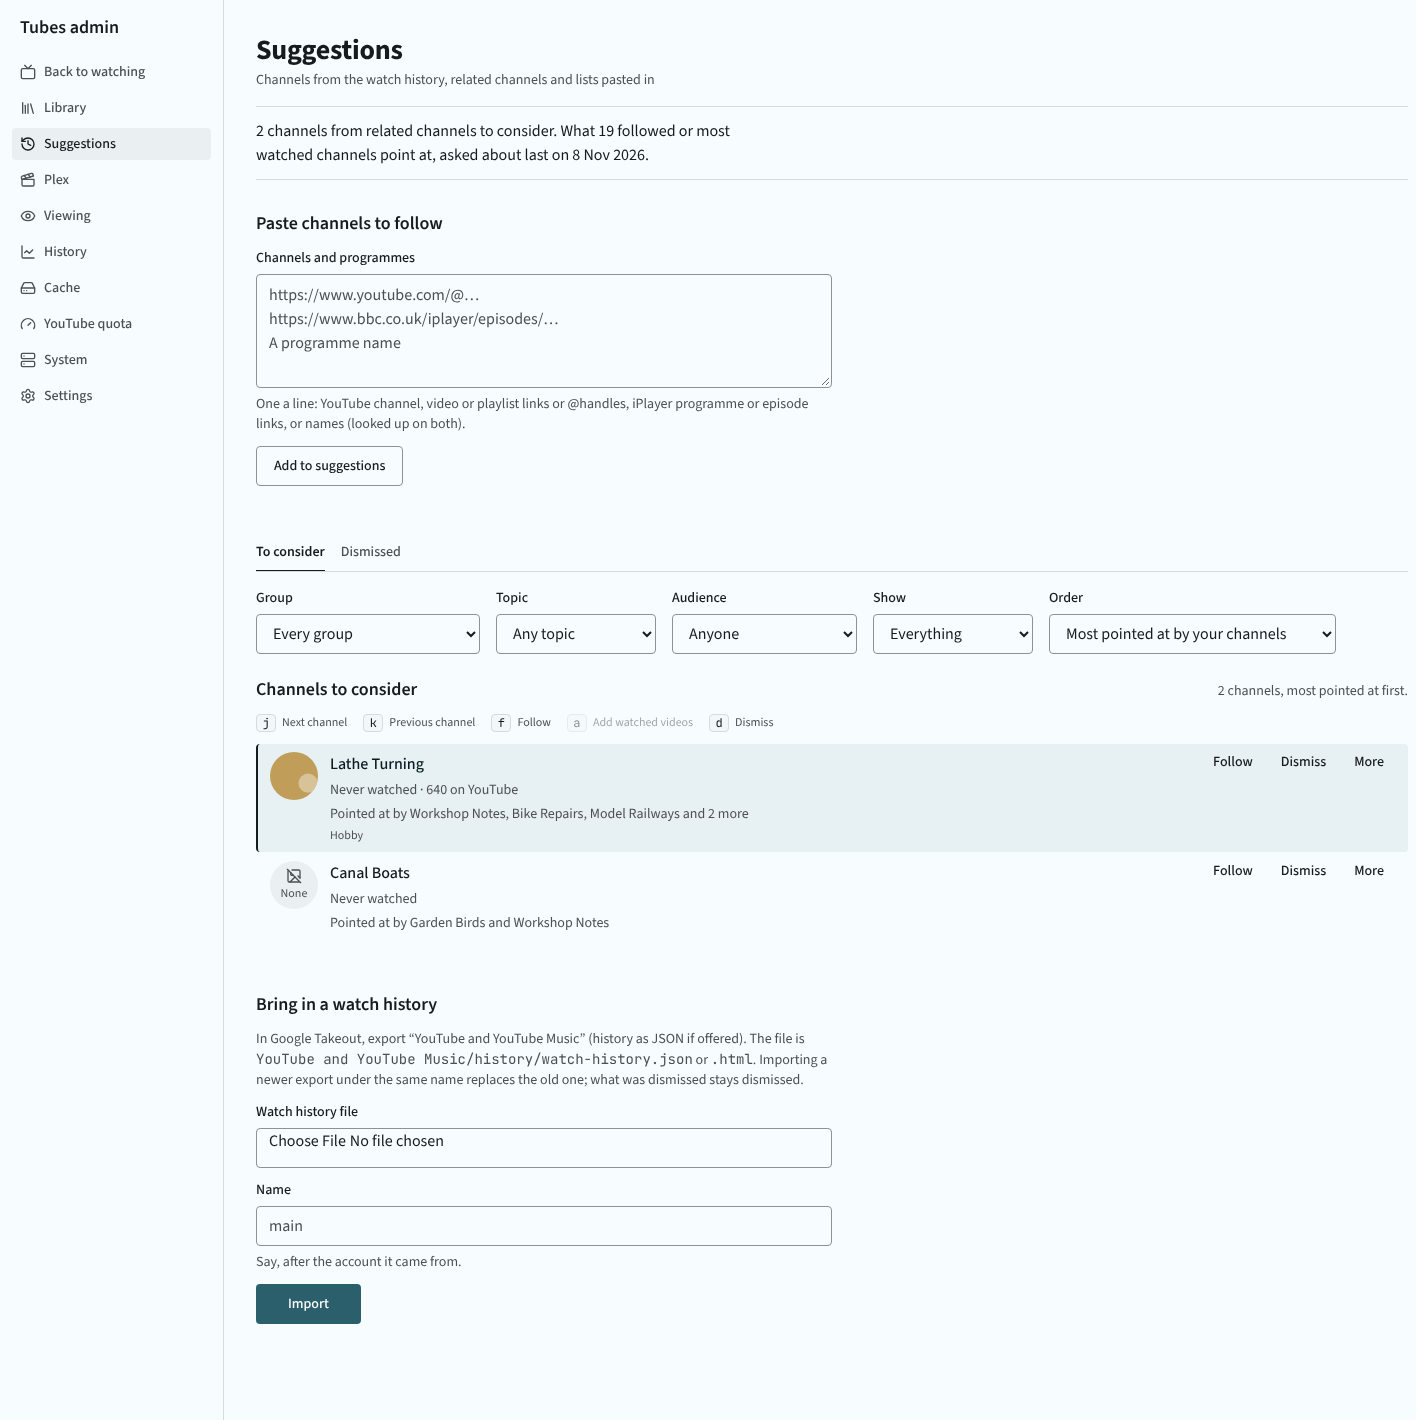 Tubes admin
Back to watching
Library
Suggestions
Plex
Viewing
History
Cache
YouTube quota
System
Settings
Suggestions
Channels from the watch history, related channels and lists pasted in
2 channels from related channels to consider. What 19 followed or most
watched channels point at, asked about last on 8 Nov 2026.
Paste channels to follow
Channels and programmes
https://www.youtube.com/@…
https://www.bbc.co.uk/iplayer/episodes/…
A programme name
One a line: YouTube channel, video or playlist links or @handles, iPlayer programme or episode
links, or names (looked up on both).
Add to suggestions
To consider Dismissed
Group Topic Audience Show Order
Every group Any topic Anyone Everything Most pointed at by your channels
Channels to consider 2 channels, most pointed at first.
j Next channel k Previous channel f Follow a Add watched videos d Dismiss
Lathe Turning Follow Dismiss More
Never watched · 640 on YouTube
Pointed at by Workshop Notes, Bike Repairs, Model Railways and 2 more
Hobby
Canal Boats Follow Dismiss More
None
Never watched
Pointed at by Garden Birds and Workshop Notes
Bring in a watch history
In Google Takeout, export “YouTube and YouTube Music” (history as JSON if offered). The file is
YouTube and YouTube Music/history/watch-history.json or .html. Importing a
newer export under the same name replaces the old one; what was dismissed stays dismissed.
Watch history file
Choose File No file chosen
Name
main
Say, after the account it came from.
Import